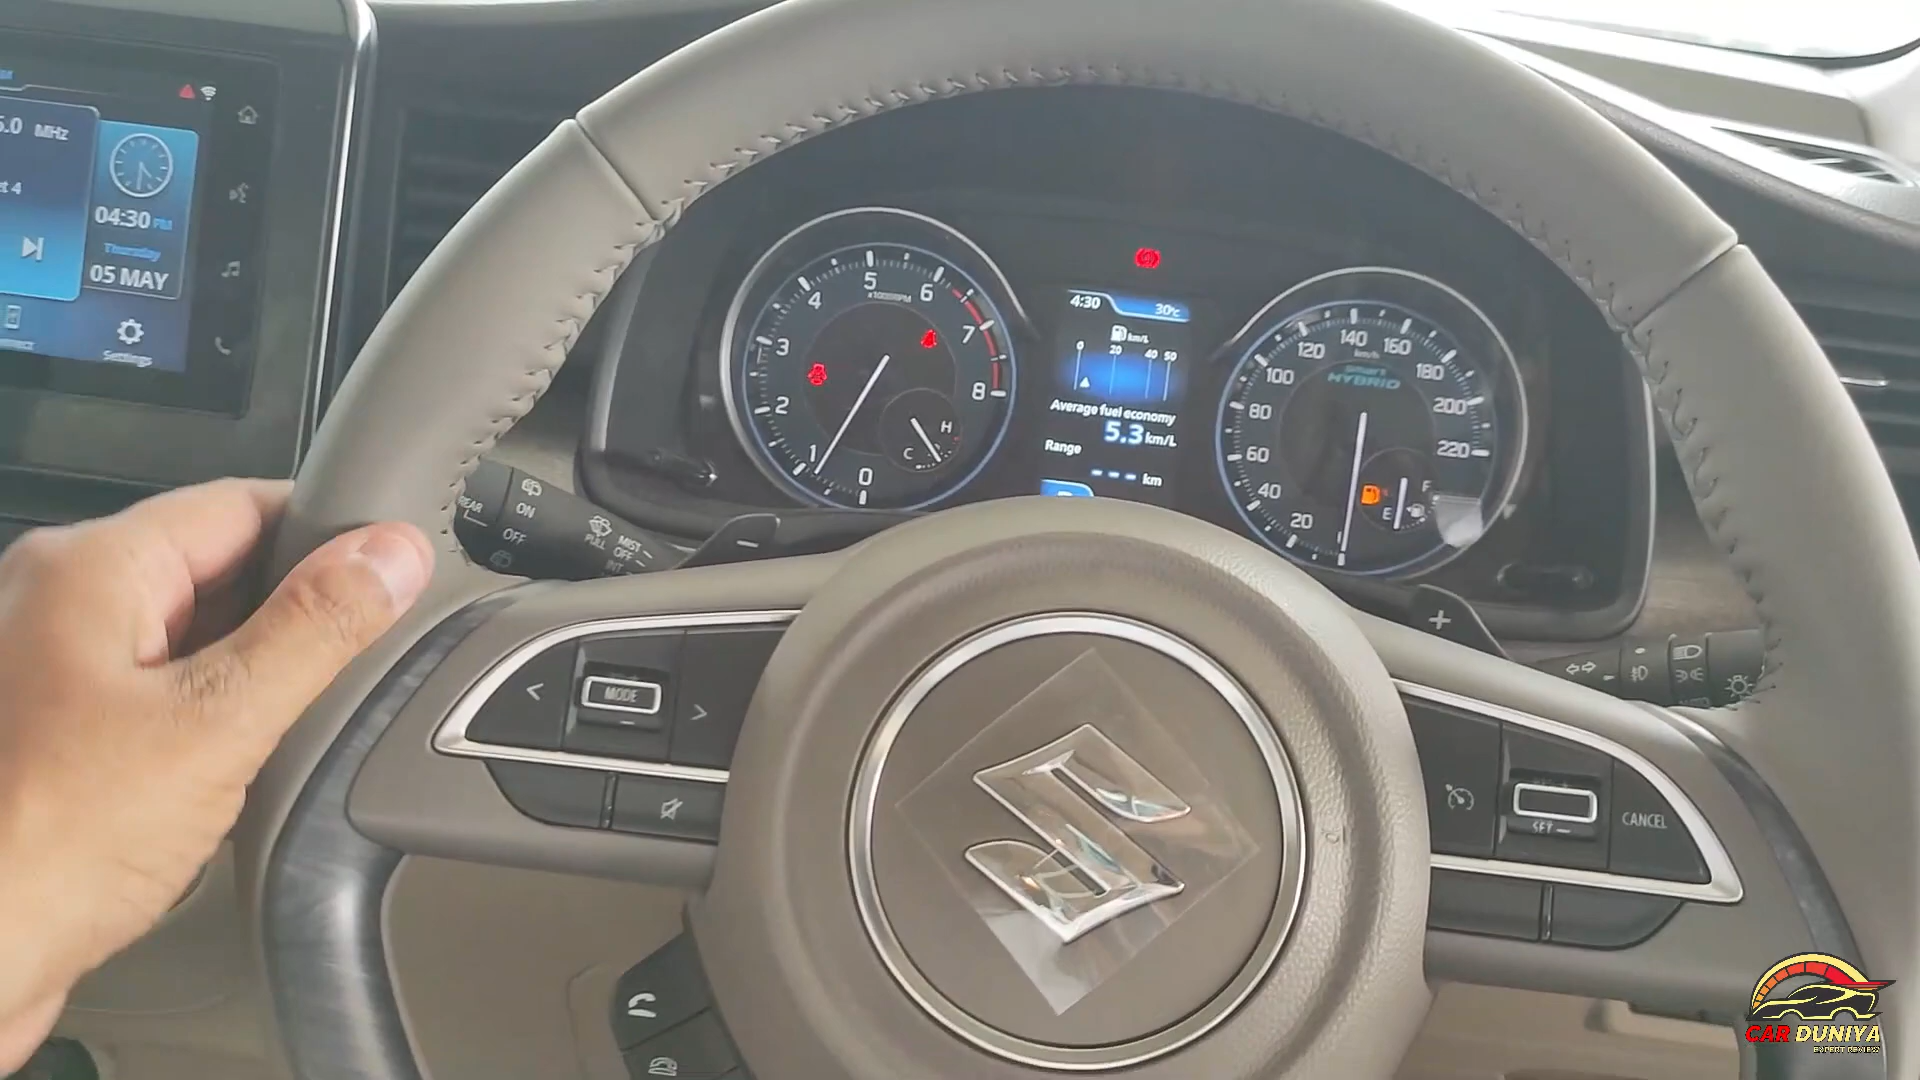 MHz
04:30 PM
Thursday
05 MAY
Settings
5
4
6
x1000RPM
3
7
2
8
1
0
H
C
4:30
30°C
km/L
0 20 40 50
Average fuel economy
5.3 km/L
Range
--- km
140
120
160
km/h
100
180
Smart
HYBRID
80
200
60
220
40
20
E
F
REAR
ON
OFF
PULL
MIST
OFF
INT
−
+
<
MODE
>
SET −
CANCEL
CAR DUNIYA
EXPERT REVIEW